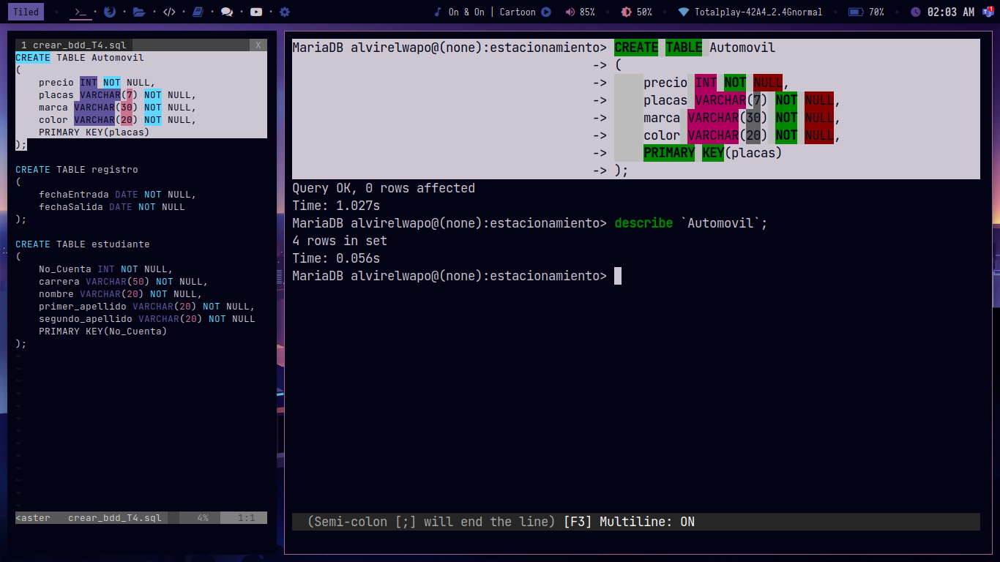 Tiled
On & On | Cartoon
85%
50%
Totalplay-42A4_2.4Gnormal
70%
02:03 AM
1
1 crear_bdd_T4.sql X
CREATE TABLE Automovil
(
precio INT NOT NULL,
placas VARCHAR(7) NOT NULL,
marca VARCHAR(30) NOT NULL,
color VARCHAR(20) NOT NULL,
PRIMARY KEY(placas)
);
CREATE TABLE registro
(
fechaEntrada DATE NOT NULL,
fechaSalida DATE NOT NULL
);
CREATE TABLE estudiante
(
No_Cuenta INT NOT NULL,
carrera VARCHAR(50) NOT NULL,
nombre VARCHAR(20) NOT NULL,
primer_apellido VARCHAR(20) NOT NULL,
segundo_apellido VARCHAR(20) NOT NULL
PRIMARY KEY(No_Cuenta)
);
~
~
~
~
~
~
~
~
~
~
~
~
~
<aster crear_bdd_T4.sql 4% 1:1
MariaDB alvirelwapo@(none):estacionamiento> CREATE TABLE Automovil
-> (
-> precio INT NOT NULL,
-> placas VARCHAR(7) NOT NULL,
-> marca VARCHAR(30) NOT NULL,
-> color VARCHAR(20) NOT NULL,
-> PRIMARY KEY(placas)
-> );
Query OK, 0 rows affected
Time: 1.027s
MariaDB alvirelwapo@(none):estacionamiento> describe `Automovil`;
4 rows in set
Time: 0.056s
MariaDB alvirelwapo@(none):estacionamiento>
(Semi-colon [;] will end the line) [F3] Multiline: ON